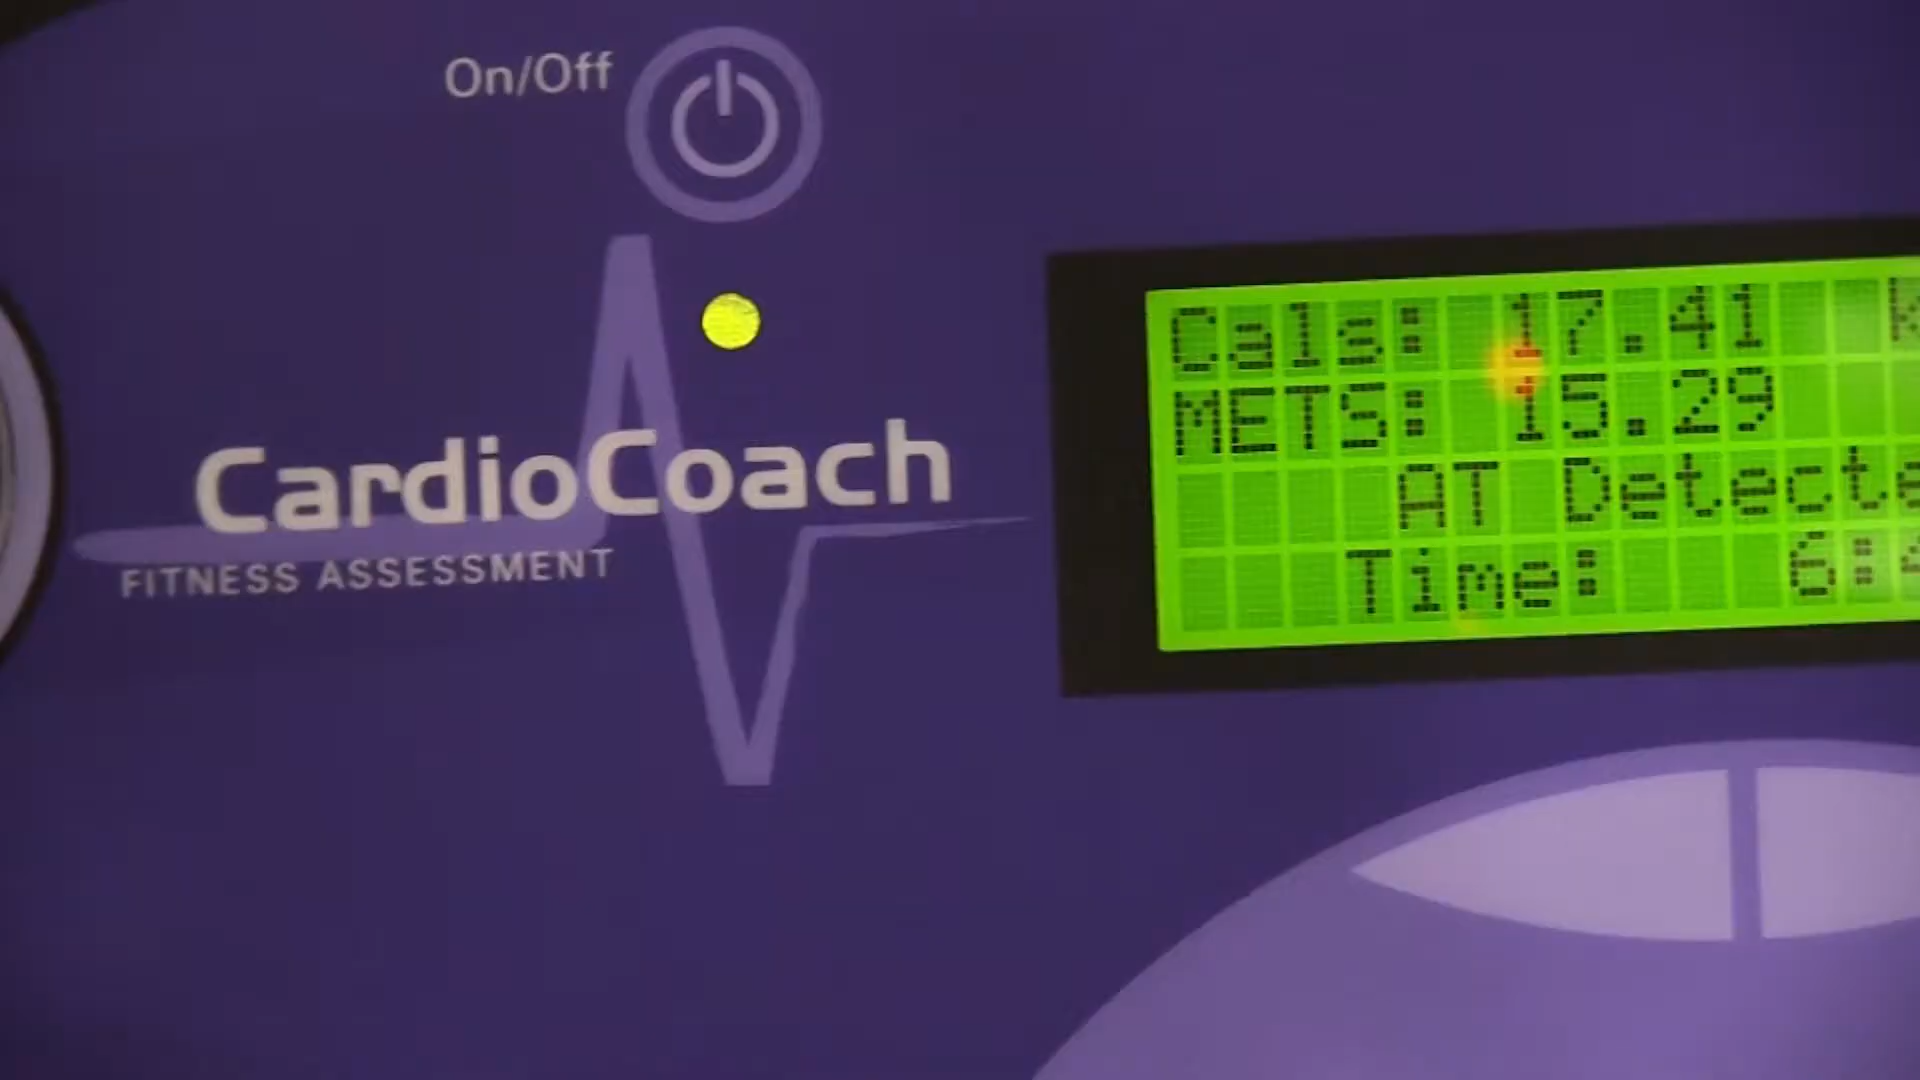 On/Off
CardioCoach
FITNESS ASSESSMENT
Cals: 17.41
METS: 15.29
AT
Time: